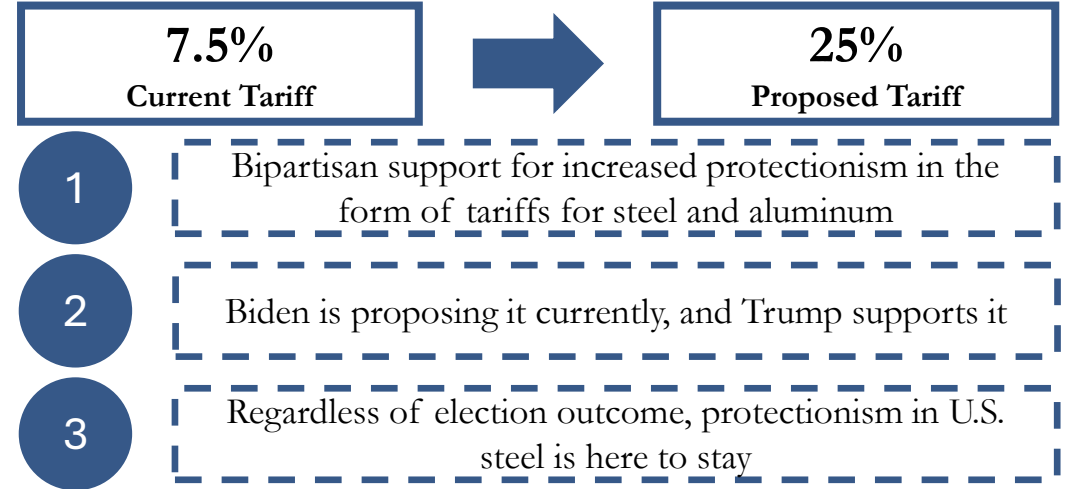 7.5%
Current Tariff
25%
Proposed Tariff
1
Bipartisan support for increased protectionism in the
form of tariffs for steel and aluminum
2
Biden is proposing it currently, and Trump supports it
3
Regardless of election outcome, protectionism in U.S.
steel is here to stay